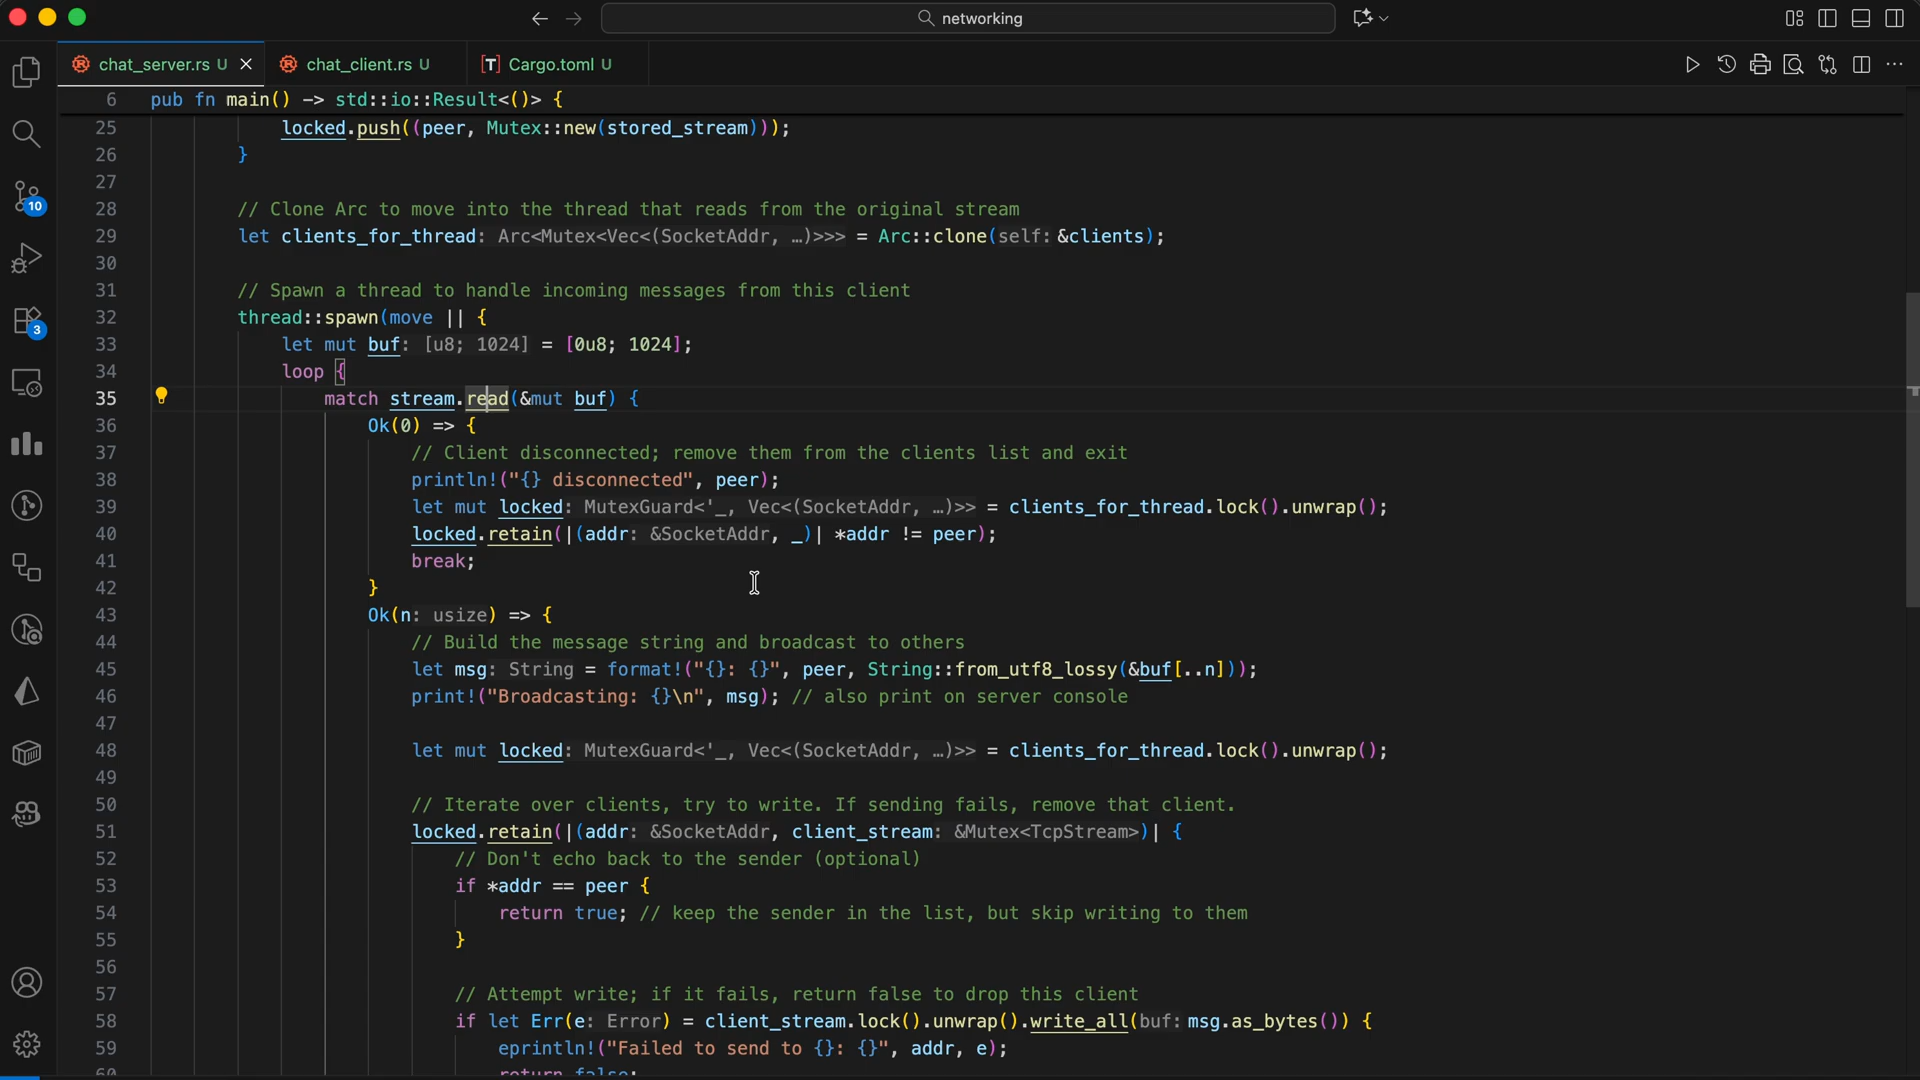 networking
chat_server.rs U
chat_client.rs U
[T] Cargo.toml U
6 pub fn main() -> std::io::Result<()> {
25 locked.push((peer, Mutex::new(stored_stream)));
26 }
27
28 // Clone Arc to move into the thread that reads from the original stream
29 let clients_for_thread: Arc<Mutex<Vec<(SocketAddr, …)>>> = Arc::clone(self: &clients);
30
31 // Spawn a thread to handle incoming messages from this client
32 thread::spawn(move || {
33 let mut buf: [u8; 1024] = [0u8; 1024];
34 loop {
35 match stream.read(&mut buf) {
36 Ok(0) => {
37 // Client disconnected; remove them from the clients list and exit
38 println!("{} disconnected", peer);
39 let mut locked: MutexGuard<'_, Vec<(SocketAddr, …)>> = clients_for_thread.lock().unwrap();
40 locked.retain(|(addr: &SocketAddr, _)| *addr != peer);
41 break;
42 }
43 Ok(n: usize) => {
44 // Build the message string and broadcast to others
45 let msg: String = format!("{}: {}", peer, String::from_utf8_lossy(&buf[..n]));
46 print!("Broadcasting: {}\n", msg); // also print on server console
47
48 let mut locked: MutexGuard<'_, Vec<(SocketAddr, …)>> = clients_for_thread.lock().unwrap();
49
50 // Iterate over clients, try to write. If sending fails, remove that client.
51 locked.retain(|(addr: &SocketAddr, client_stream: &Mutex<TcpStream>)| {
52 // Don't echo back to the sender (optional)
53 if *addr == peer {
54 return true; // keep the sender in the list, but skip writing to them
55 }
56
57 // Attempt write; if it fails, return false to drop this client
58 if let Err(e: Error) = client_stream.lock().unwrap().write_all(buf: msg.as_bytes()) {
59 eprintln!("Failed to send to {}: {}", addr, e);
60 return false;
10
3